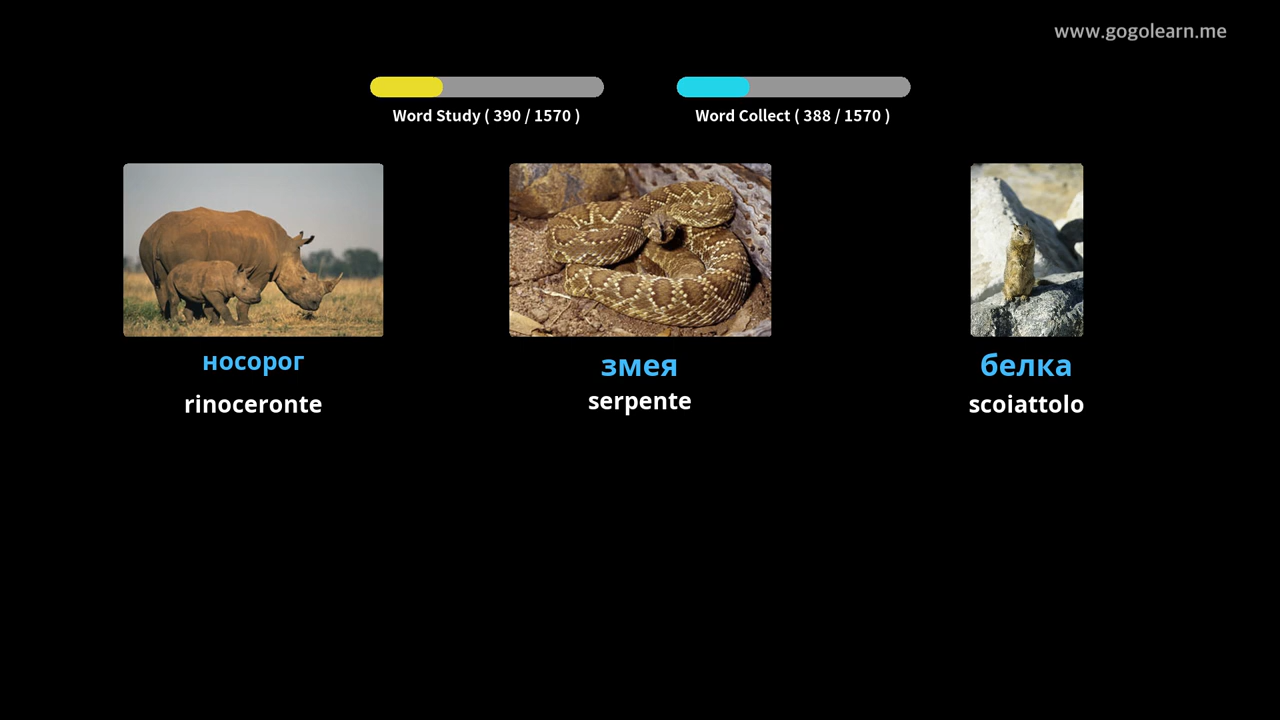 www.gogolearn.me
Word Study ( 390 / 1570 )
Word Collect ( 388 / 1570 )
носорог
rinoceronte
змея
serpente
белка
scoiattolo